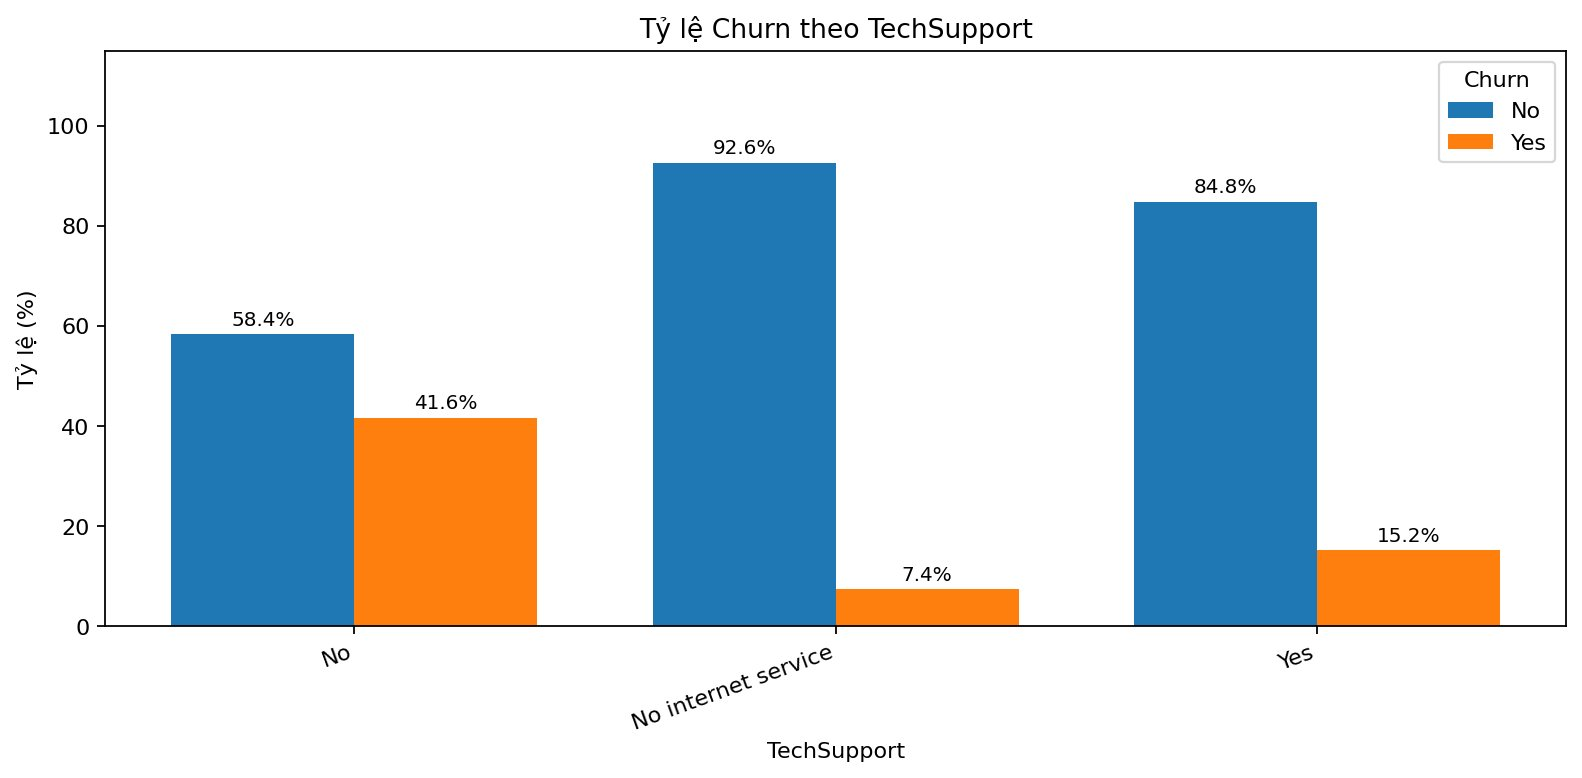 Tỷ lệ Churn theo TechSupport
Churn
No
Yes
Tỷ lệ (%)
100
80
60
40
20
0
58.4%
41.6%
92.6%
7.4%
84.8%
15.2%
No
No internet service
Yes
TechSupport